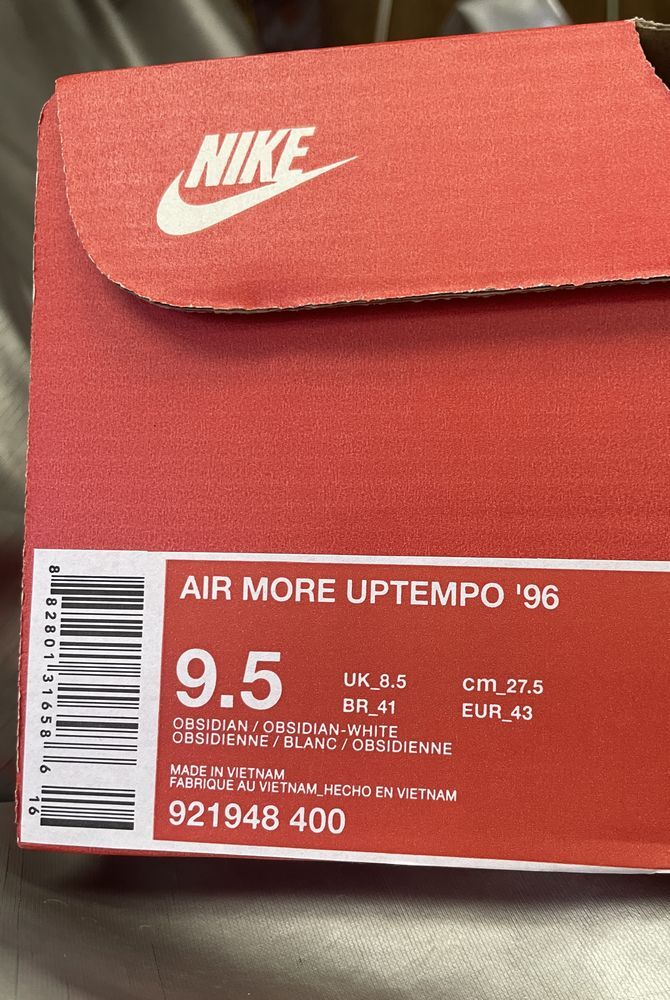 NIKE
AIR MORE UPTEMPO '96
9.5
UK_8.5
cm_27.5
BR_41
EUR_43
OBSIDIAN / OBSIDIAN-WHITE
OBSIDIENNE / BLANC / OBSIDIENNE
MADE IN VIETNAM
FABRIQUE AU VIETNAM_HECHO EN VIETNAM
921948 400
8 82801 31658 6
16